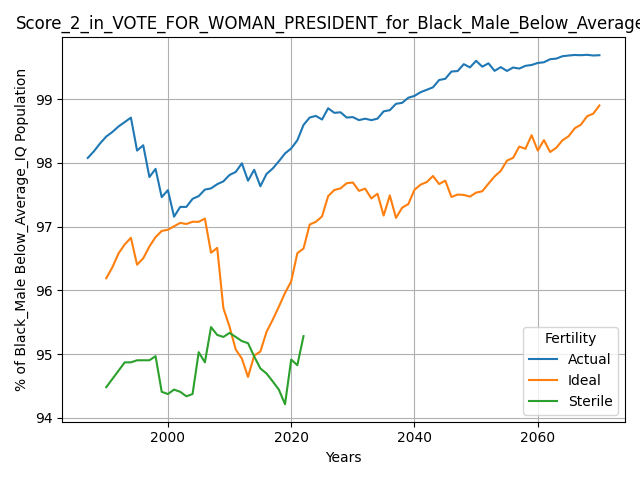 Score_2_in_VOTE_FOR_WOMAN_PRESIDENT_for_Black_Male_Below_Average
% of Black_Male Below_Average_IQ Population
99
98
97
96
95
94
2000
2020
2040
2060
Years
Fertility
Actual
Ideal
Sterile